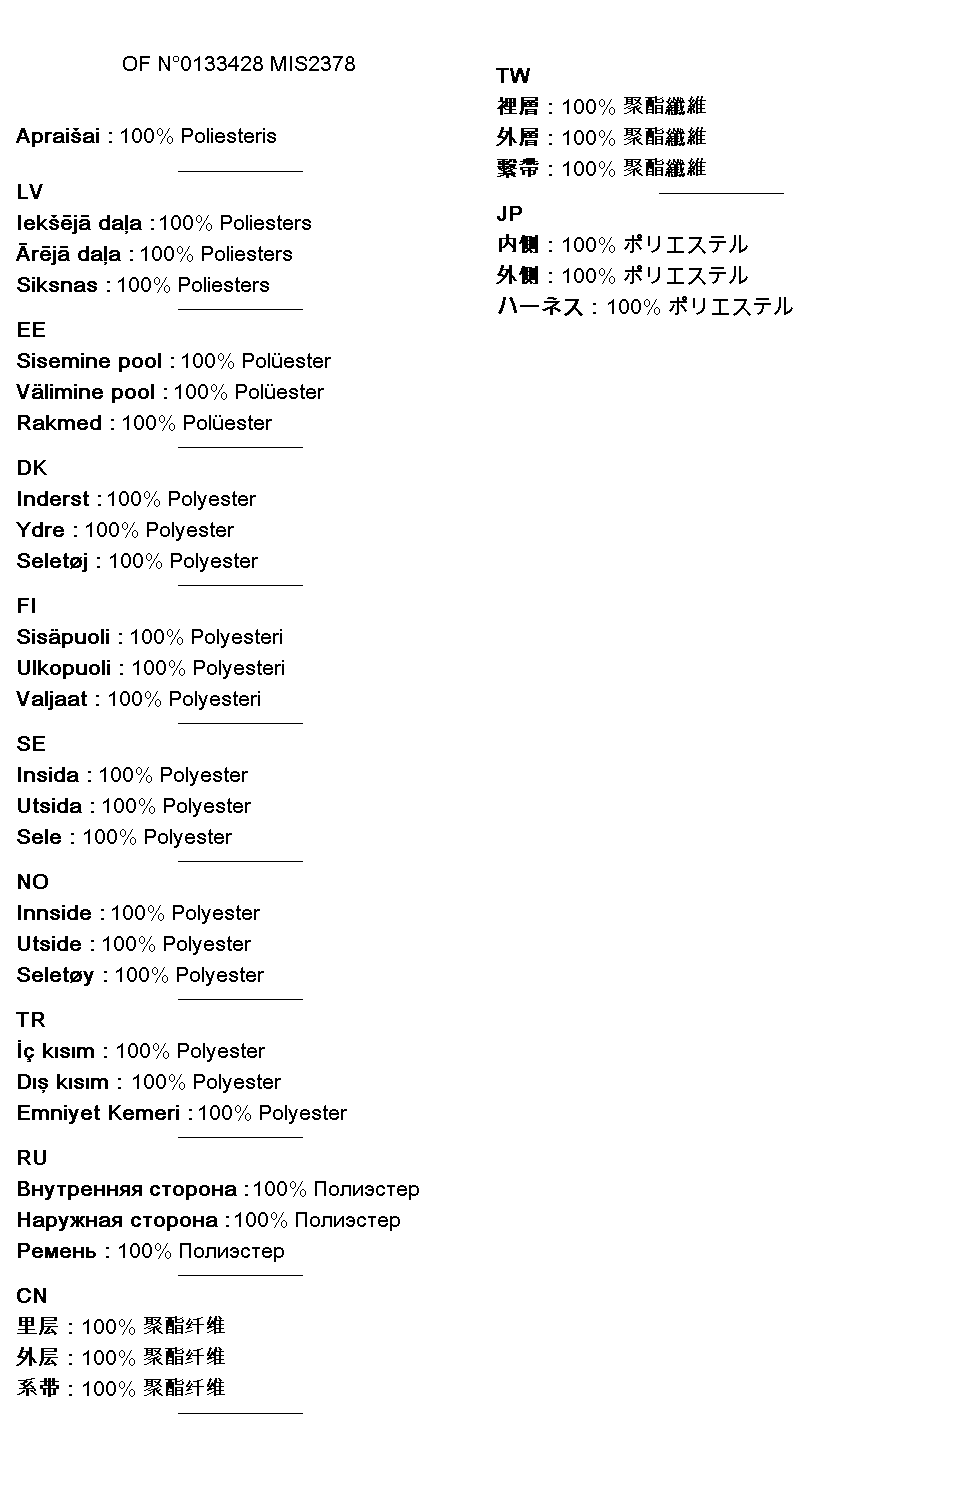 OF N°0133428 MIS2378
Apraišai : 100% Poliesteris
LV
Iekšējā daļa : 100% Poliesters
Ārējā daļa : 100% Poliesters
Siksnas : 100% Poliesters
EE
Sisemine pool : 100% Polüester
Välimine pool : 100% Polüester
Rakmed : 100% Polüester
DK
Inderst : 100% Polyester
Ydre : 100% Polyester
Seletøj : 100% Polyester
FI
Sisäpuoli : 100% Polyesteri
Ulkopuoli : 100% Polyesteri
Valjaat : 100% Polyesteri
SE
Insida : 100% Polyester
Utsida : 100% Polyester
Sele : 100% Polyester
NO
Innside : 100% Polyester
Utside : 100% Polyester
Seletøy : 100% Polyester
TR
İç kısım : 100% Polyester
Dış kısım : 100% Polyester
Emniyet Kemeri : 100% Polyester
RU
Внутренняя сторона : 100% Полиэстер
Наружная сторона : 100% Полиэстер
Ремень : 100% Полиэстер
CN
里层 : 100% 聚酯纤维
外层 : 100% 聚酯纤维
系带 : 100% 聚酯纤维
TW
裡層 : 100% 聚酯纖維
外層 : 100% 聚酯纖維
繫帶 : 100% 聚酯纖維
JP
内側 : 100% ポリエステル
外側 : 100% ポリエステル
ハーネス : 100% ポリエステル